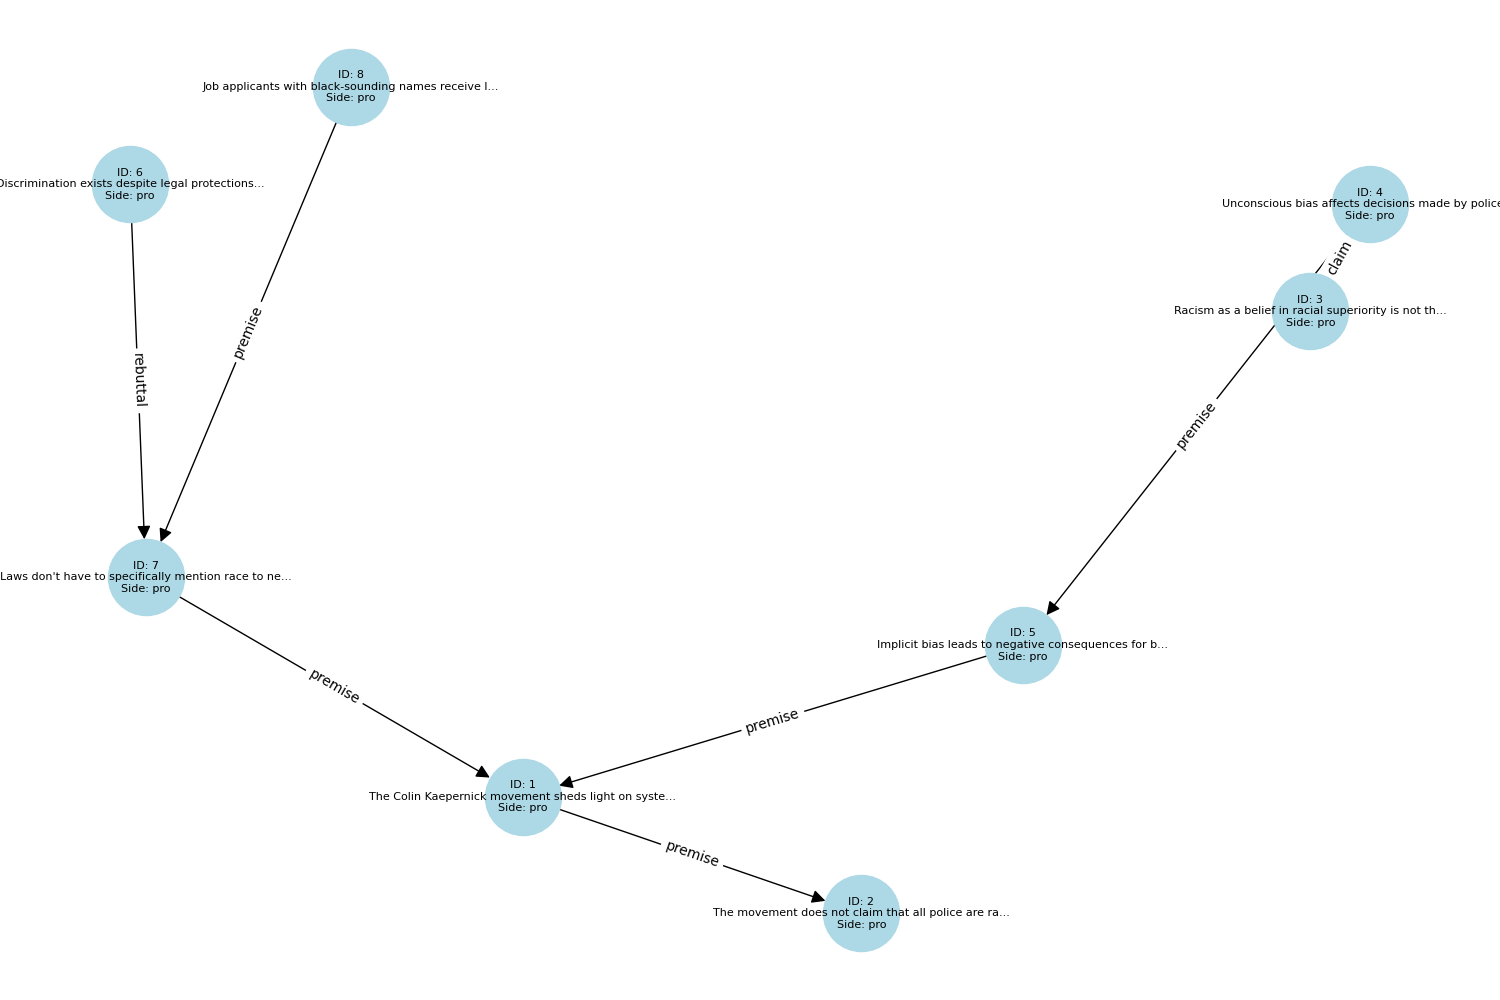 ID: 8
Job applicants with black-sounding names receive l...
Side: pro
ID: 6
Discrimination exists despite legal protections...
Side: pro
ID: 4
Unconscious bias affects decisions made by police
Side: pro
claim
ID: 3
Racism as a belief in racial superiority is not th...
Side: pro
premise
rebuttal
premise
ID: 7
Laws don't have to specifically mention race to ne...
Side: pro
ID: 5
Implicit bias leads to negative consequences for b...
Side: pro
premise
premise
ID: 1
The Colin Kaepernick movement sheds light on syste...
Side: pro
premise
ID: 2
The movement does not claim that all police are ra...
Side: pro